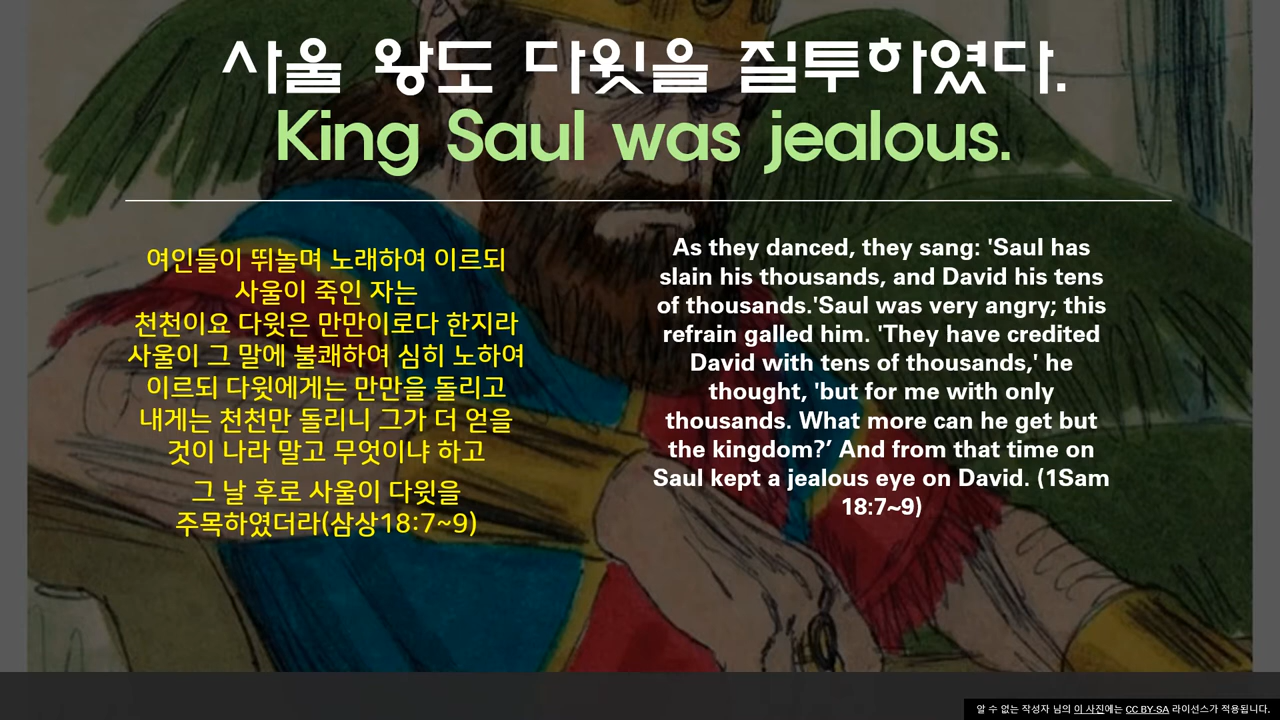 사울 왕도 다윗을 질투하였다.
King Saul was jealous.
여인들이 뛰놀며 노래하여 이르되
사울이 죽인 자는
천천이요 다윗은 만만이로다 한지라
사울이 그 말에 불쾌하여 심히 노하여
이르되 다윗에게는 만만을 돌리고
내게는 천천만 돌리니 그가 더 얻을
것이 나라 말고 무엇이냐 하고
그 날 후로 사울이 다윗을
주목하였더라(삼상18:7~9)
As they danced, they sang: 'Saul has
slain his thousands, and David his tens
of thousands.'Saul was very angry; this
refrain galled him. 'They have credited
David with tens of thousands,' he
thought, 'but for me with only
thousands. What more can he get but
the kingdom?’ And from that time on
Saul kept a jealous eye on David. (1Sam
18:7~9)
알 수 없는 작성자 님의 이 사진에는 CC BY-SA 라이선스가 적용됩니다.